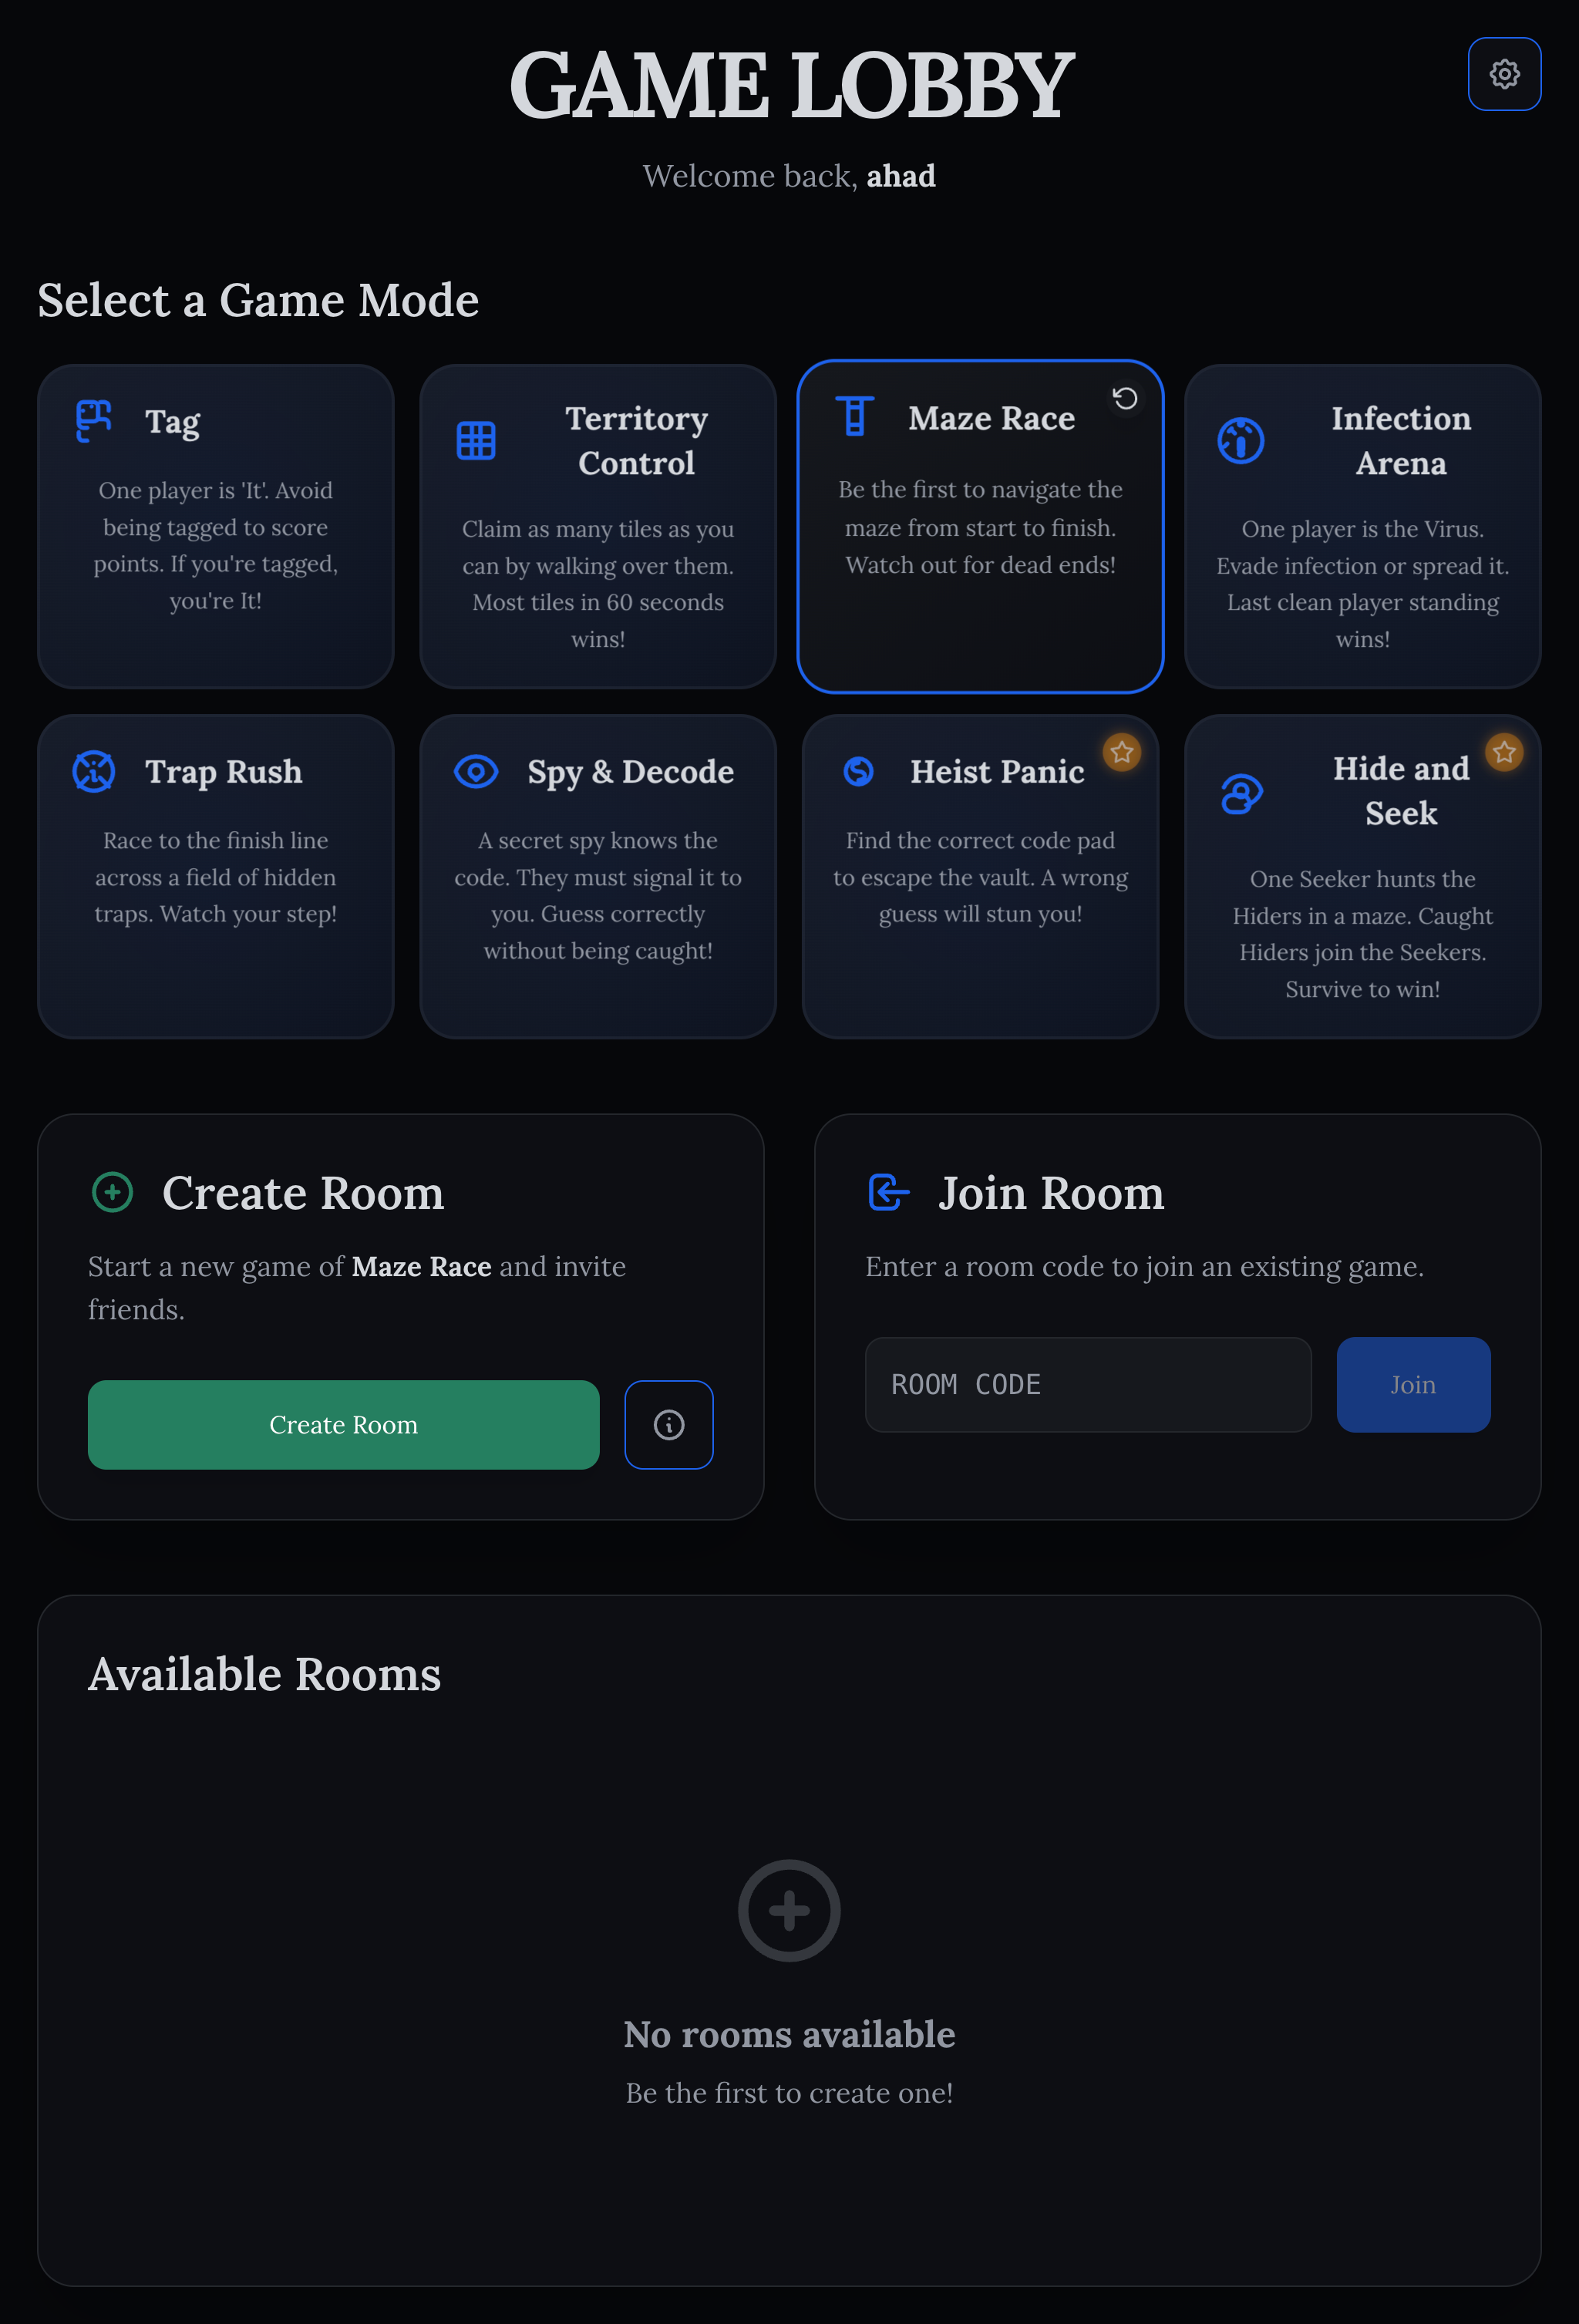 GAME LOBBY
Welcome back, ahad
Select a Game Mode
Tag
One player is 'It'. Avoid
being tagged to score
points. If you're tagged,
you're It!
Territory
Control
Claim as many tiles as you
can by walking over them.
Most tiles in 60 seconds
wins!
Maze Race
Be the first to navigate the
maze from start to finish.
Watch out for dead ends!
Infection
Arena
One player is the Virus.
Evade infection or spread it.
Last clean player standing
wins!
Trap Rush
Race to the finish line
across a field of hidden
traps. Watch your step!
Spy & Decode
A secret spy knows the
code. They must signal it to
you. Guess correctly
without being caught!
Heist Panic
Find the correct code pad
to escape the vault. A wrong
guess will stun you!
Hide and
Seek
One Seeker hunts the
Hiders in a maze. Caught
Hiders join the Seekers.
Survive to win!
Create Room
Start a new game of Maze Race and invite
friends.
Create Room
Join Room
Enter a room code to join an existing game.
ROOM CODE
Join
Available Rooms
No rooms available
Be the first to create one!